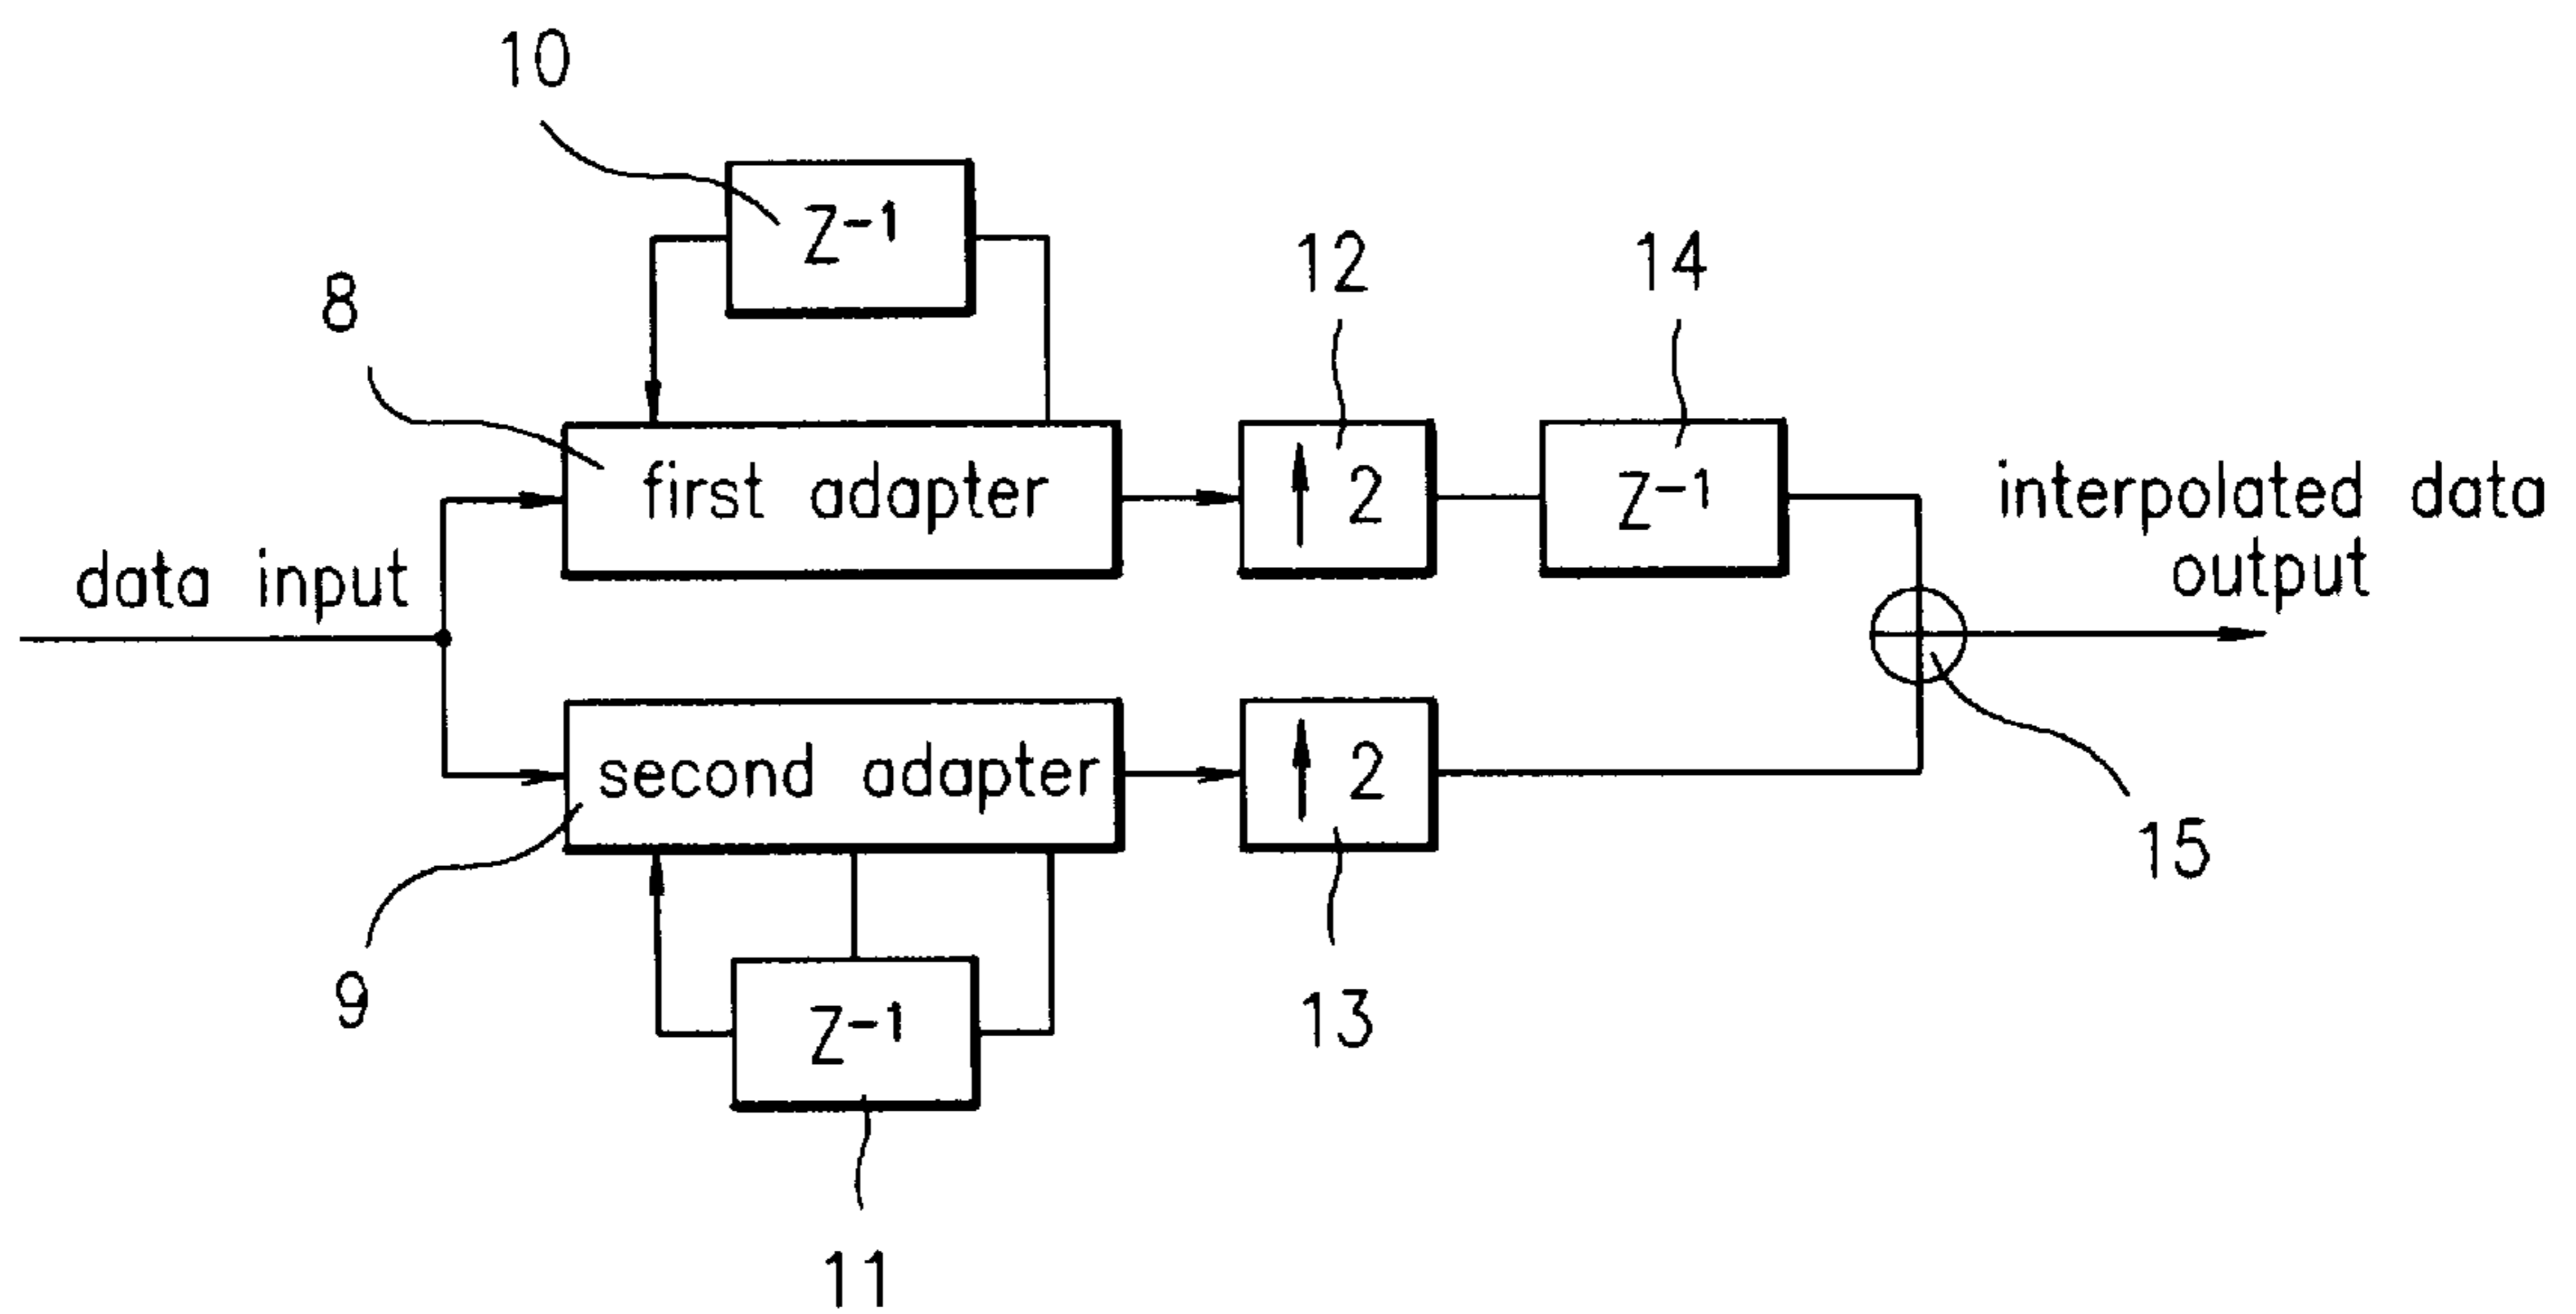 10
Z⁻¹
8
12
14
first adapter
↑ 2
Z⁻¹
interpolated data
output
data input
second adapter
↑ 2
15
9
Z⁻¹
13
11